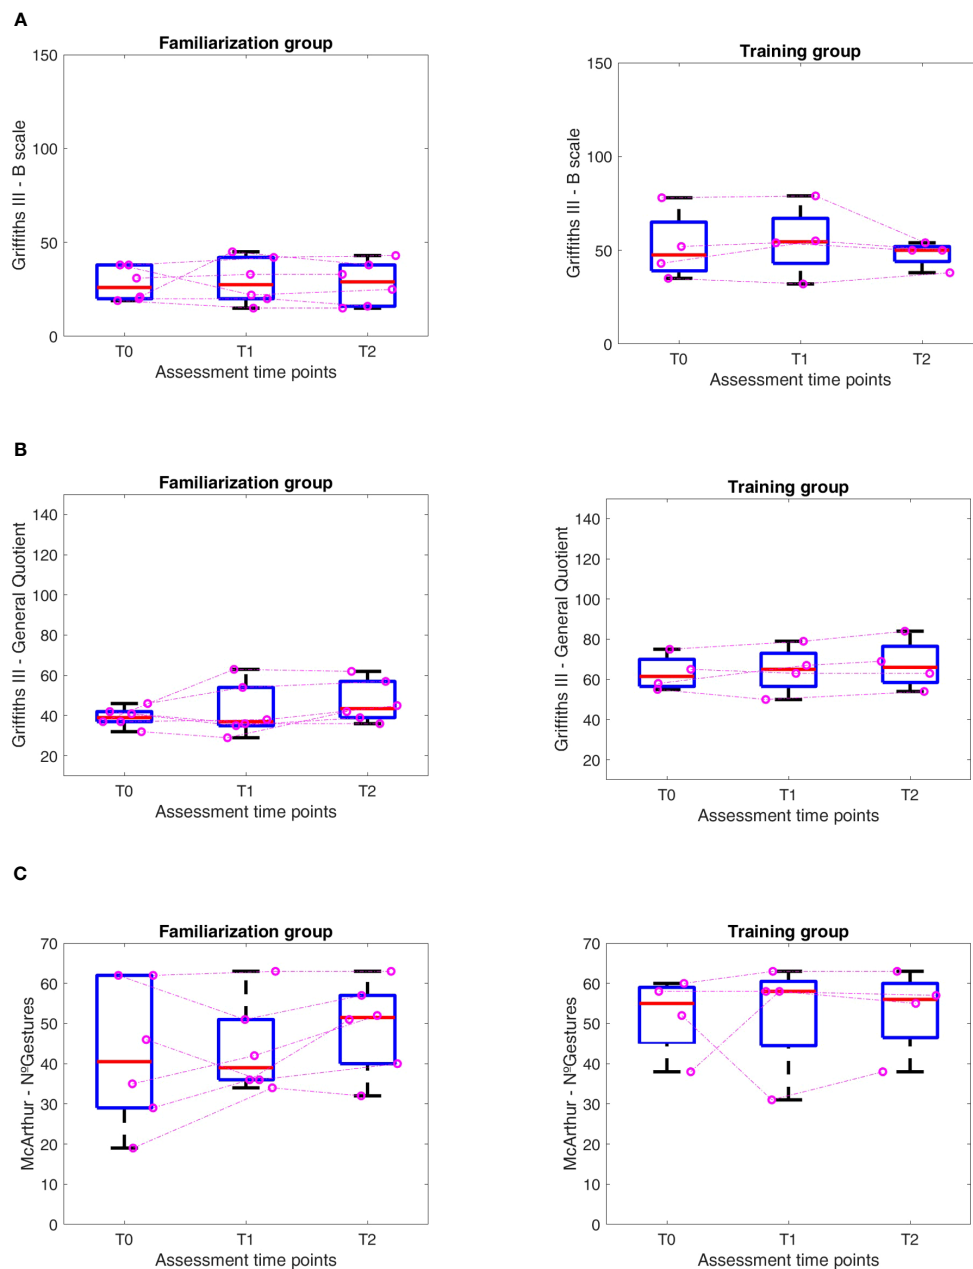 A
Familiarization group
Training group
150
100
50
0
Griffiths III - B scale
T0 T1 T2
Assessment time points
150
100
50
0
Griffiths III - B scale
T0 T1 T2
Assessment time points
B
Familiarization group
Training group
140
120
100
80
60
40
20
Griffiths III - General Quotient
T0 T1 T2
Assessment time points
140
120
100
80
60
40
20
Griffiths III - General Quotient
T0 T1 T2
Assessment time points
C
Familiarization group
Training group
70
60
50
40
30
20
10
0
McArthur - NºGestures
T0 T1 T2
Assessment time points
70
60
50
40
30
20
10
0
McArthur - NºGestures
T0 T1 T2
Assessment time points